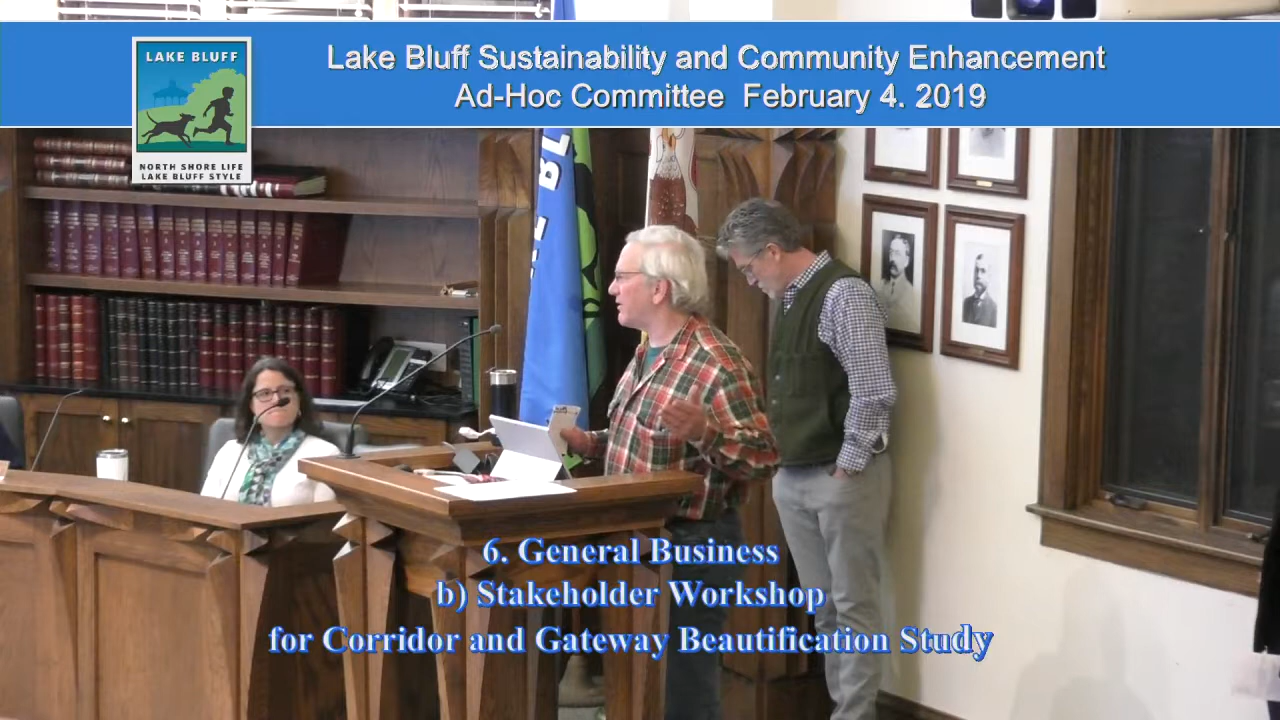 LAKE BLUFF
NORTH SHORE LIFE
LAKE BLUFF STYLE
Lake Bluff Sustainability and Community Enhancement
Ad-Hoc Committee February 4. 2019
6. General Business
b) Stakeholder Workshop
for Corridor and Gateway Beautification Study